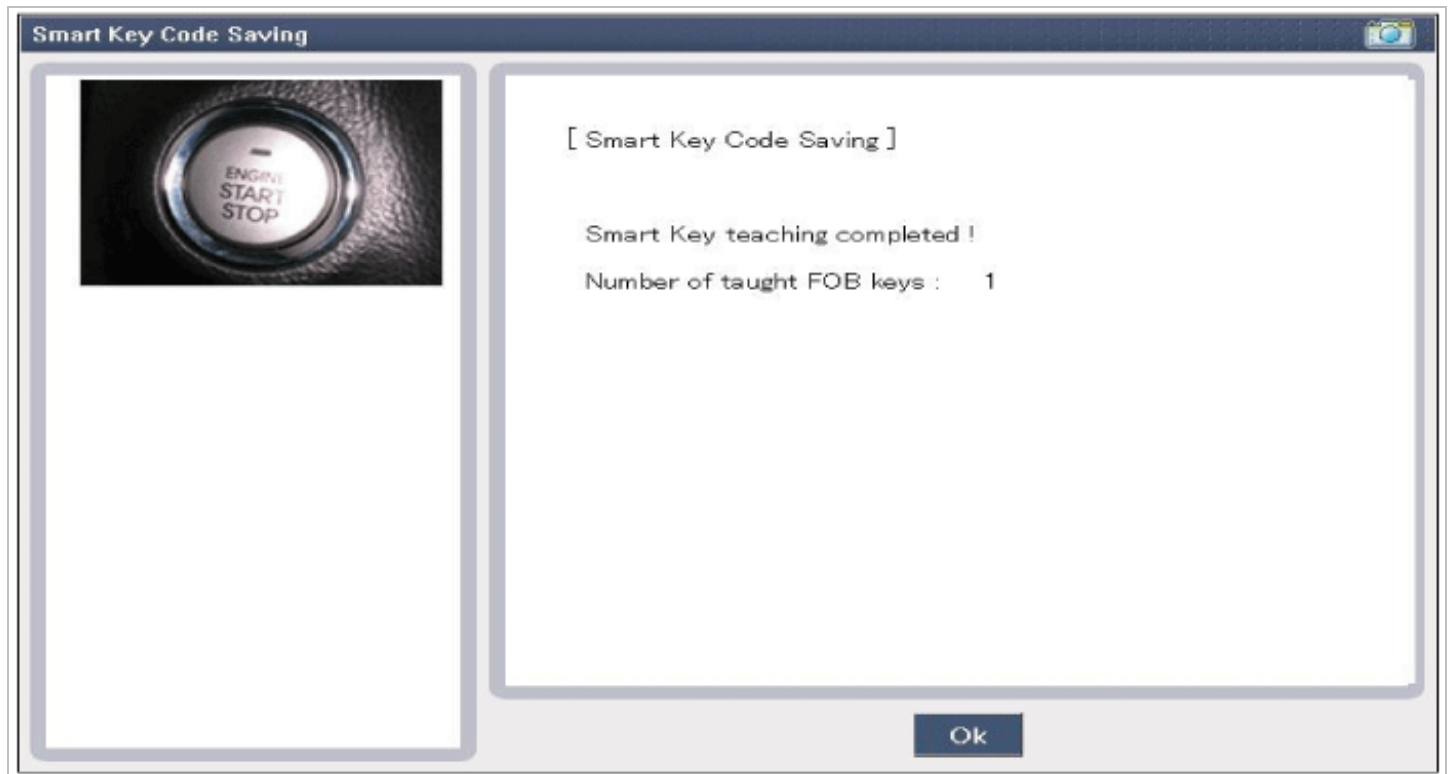 Smart Key Code Saving
ENGINE
START
STOP
[ Smart Key Code Saving ]
Smart Key teaching completed !
Number of taught FOB keys : 1
Ok